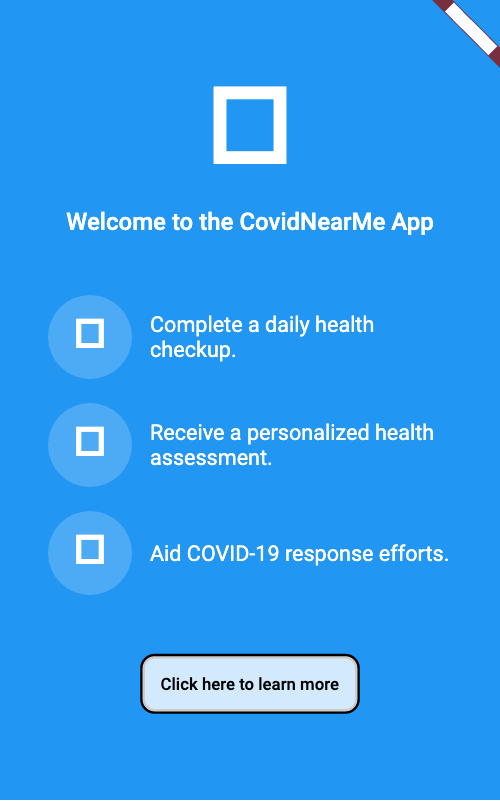 Welcome to the CovidNearMe App
Complete a daily health
checkup.
Receive a personalized health
assessment.
Aid COVID-19 response efforts.
Click here to learn more